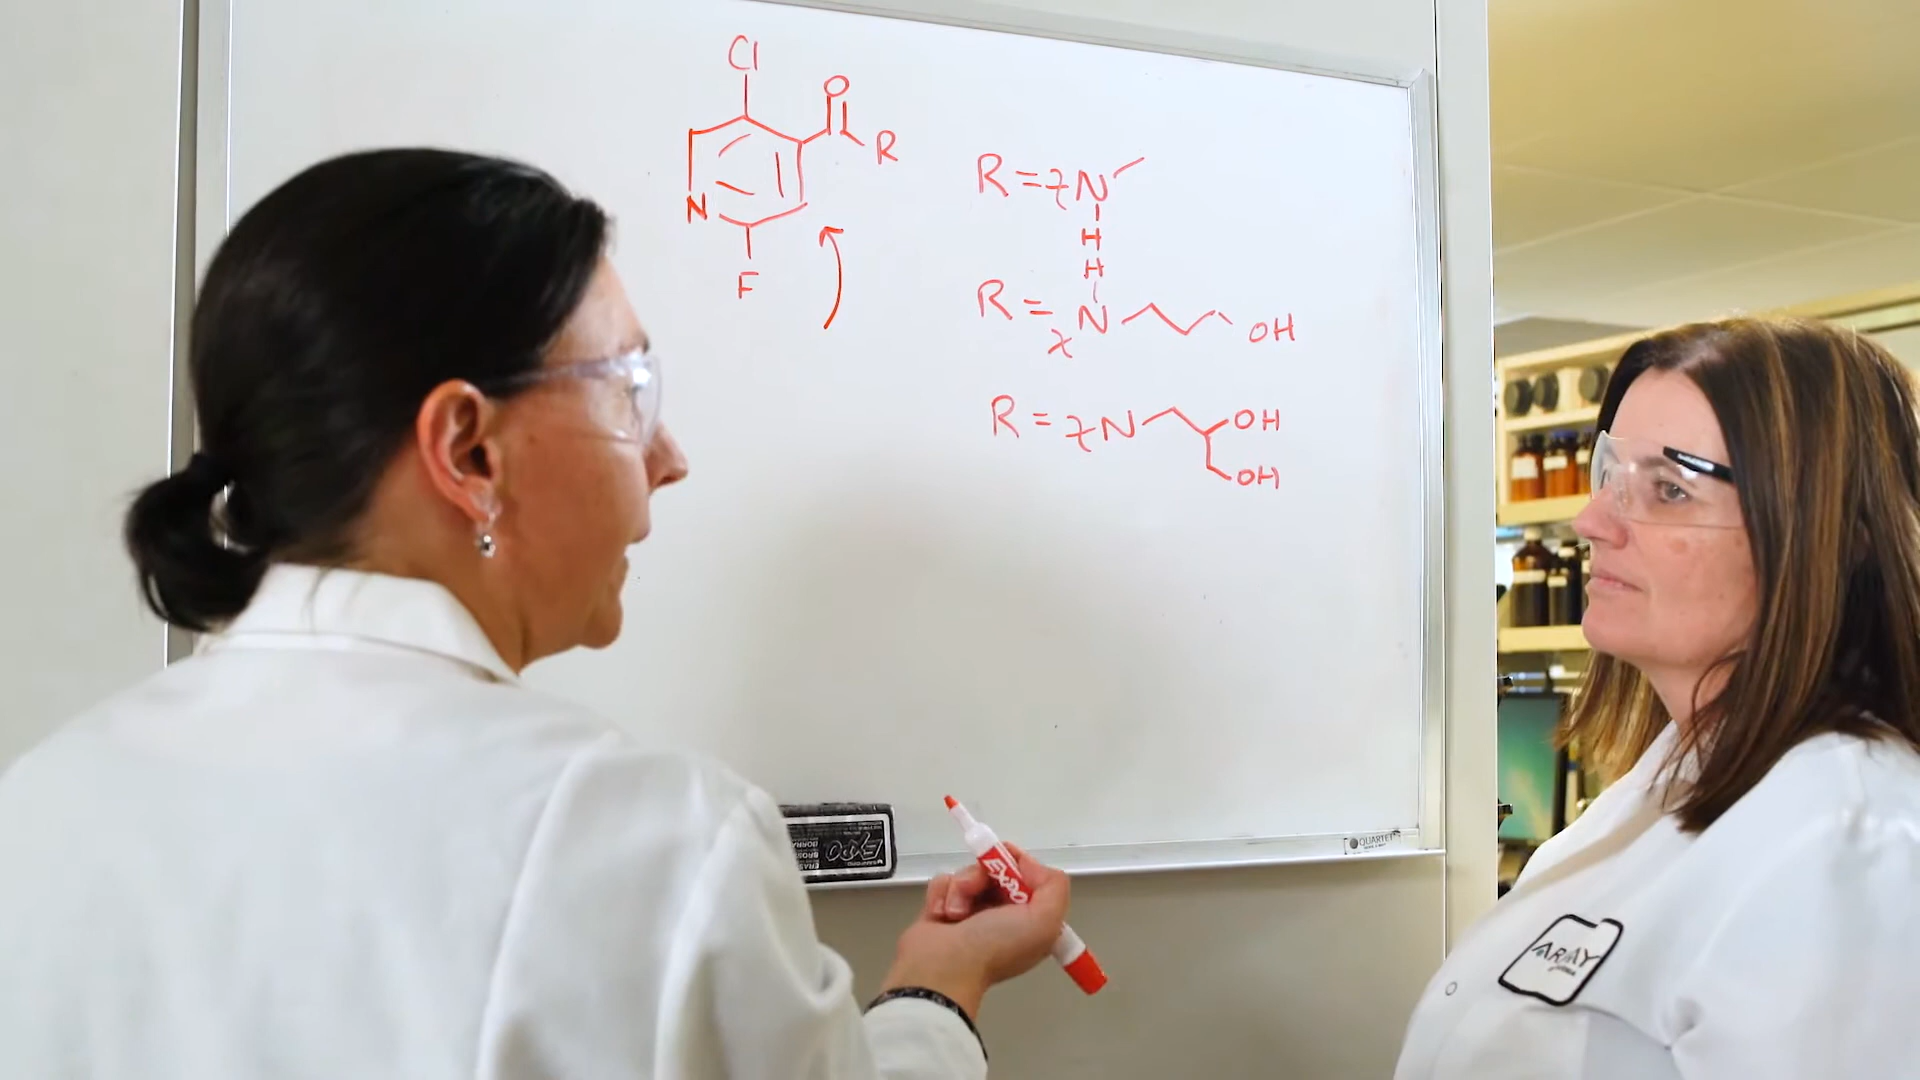 Cl
O
R
N
F
R = N
H
H
R = N OH
R = N OH
OH
EXPO
QUARTET
EXPO
ARRAY